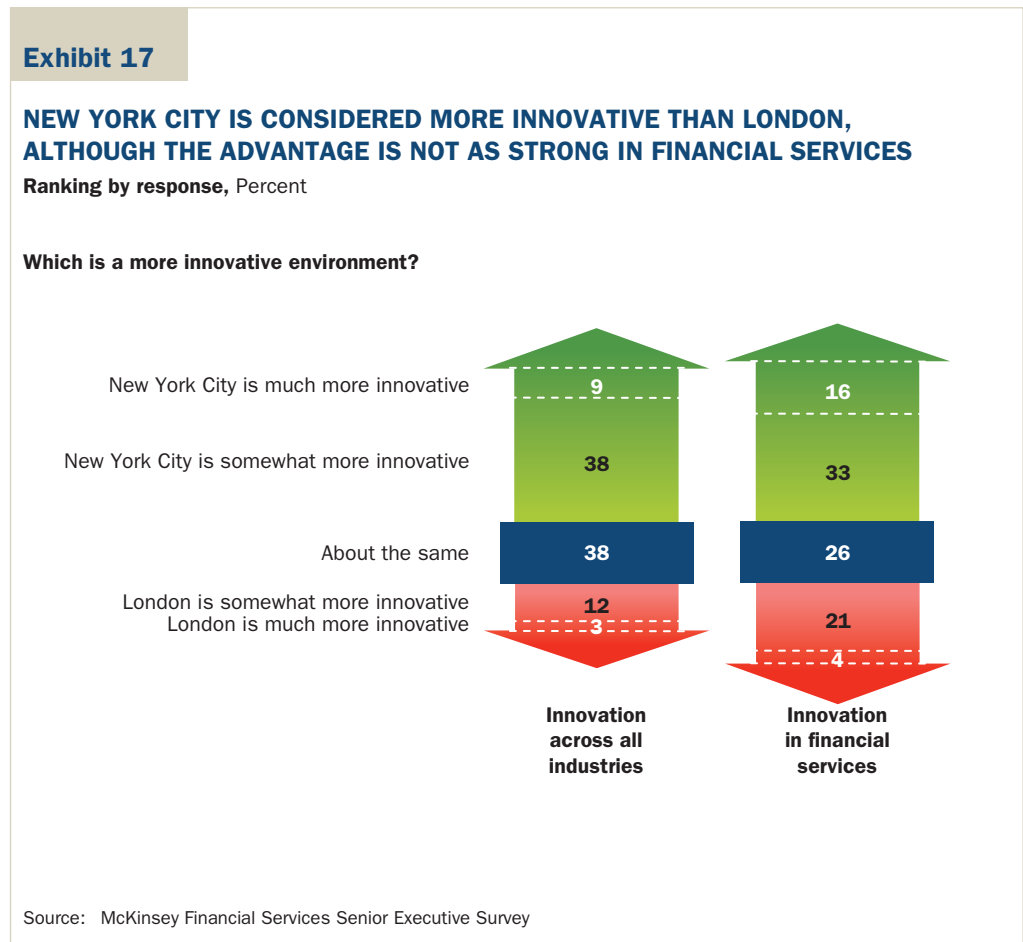 Exhibit 17
NEW YORK CITY IS CONSIDERED MORE INNOVATIVE THAN LONDON,
ALTHOUGH THE ADVANTAGE IS NOT AS STRONG IN FINANCIAL SERVICES
Ranking by response, Percent
Which is a more innovative environment?
New York City is much more innovative 9 16
New York City is somewhat more innovative 38 33
About the same 38 26
London is somewhat more innovative 12 21
London is much more innovative 3 4
Innovation across all industries
Innovation in financial services
Source: McKinsey Financial Services Senior Executive Survey